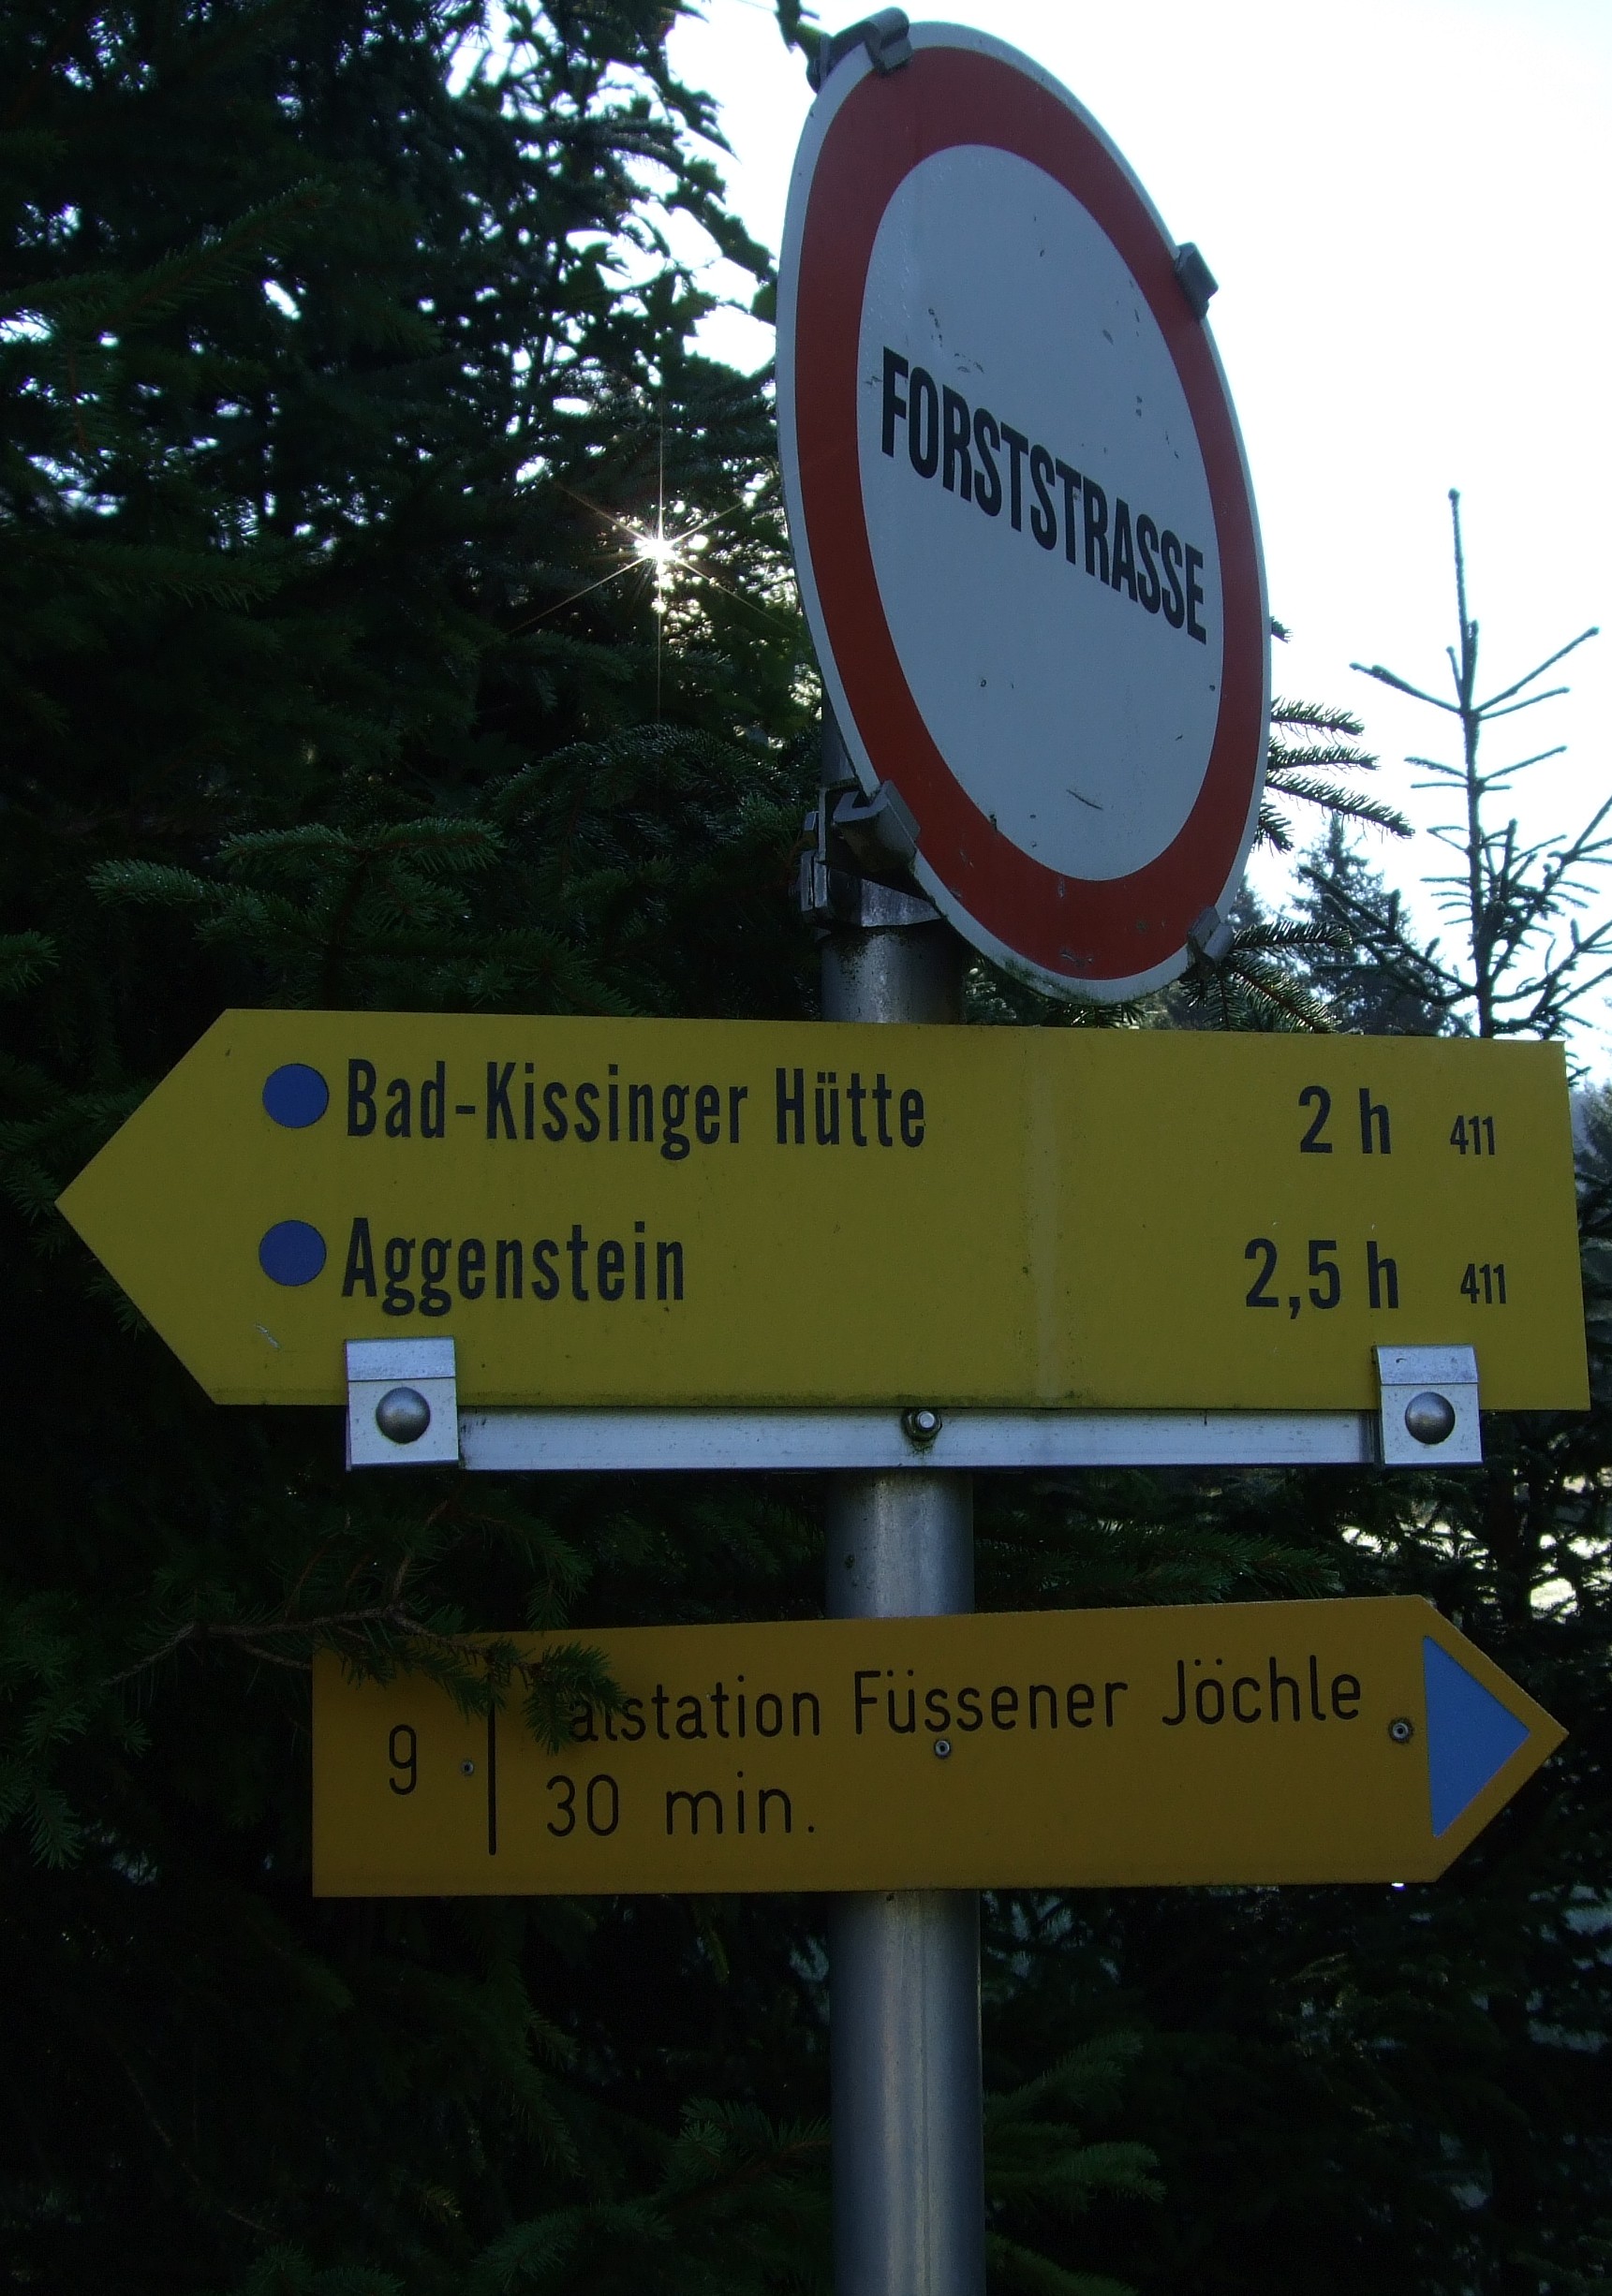 FORSTSTRASSE
Bad-Kissinger Hütte 2 h 411
Aggenstein 2,5 h 411
9 Füssener Jöchle
30 min.